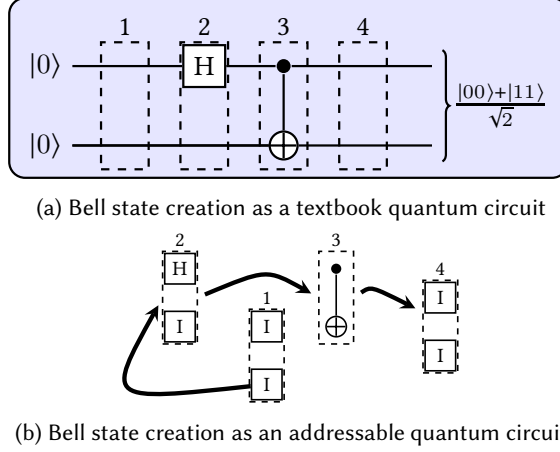 1 2 3 4
|0⟩ H
|0⟩
|00⟩+|11⟩
√2
(a) Bell state creation as a textbook quantum circuit
2 3
H 1 4
I I I
I I
(b) Bell state creation as an addressable quantum circui